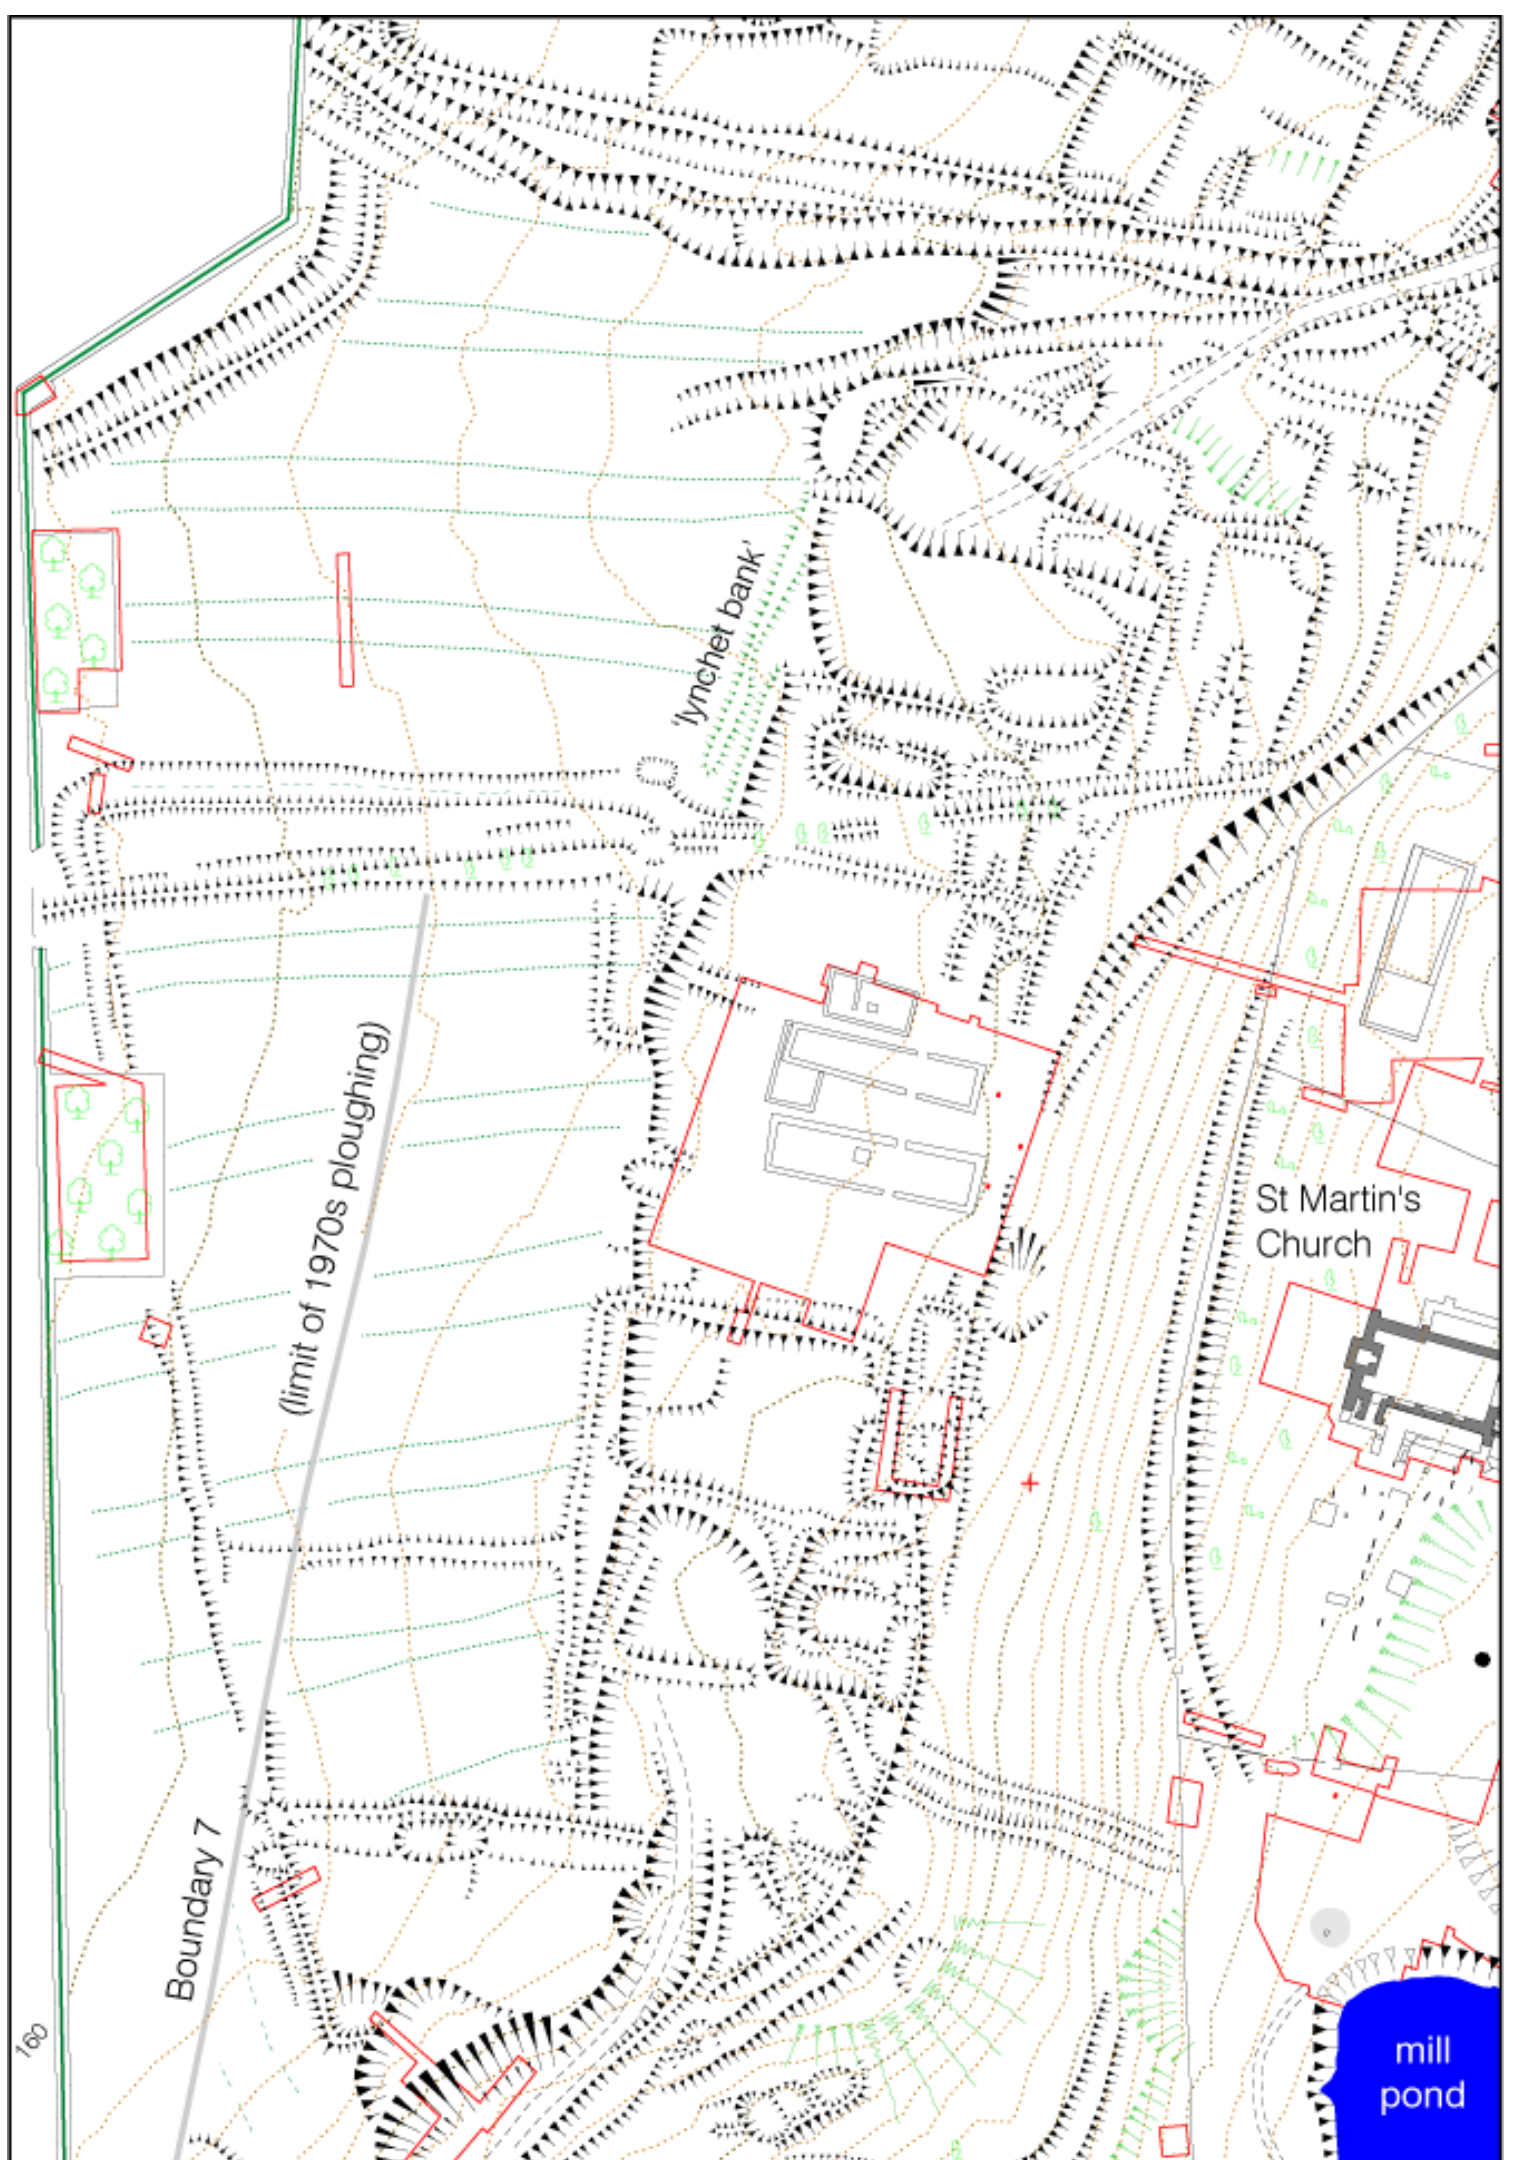 'lynchet bank'
(limit of 1970s ploughing)
St Martin's
Church
Boundary 7
160
mill
pond